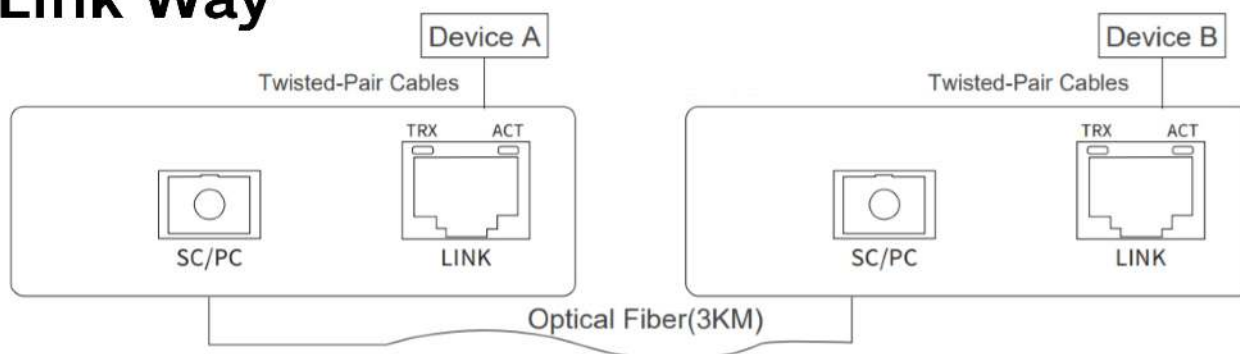 Link Way
Device A
Device B
Twisted-Pair Cables
Twisted-Pair Cables
TRX ACT
TRX ACT
SC/PC
LINK
SC/PC
LINK
Optical Fiber(3KM)